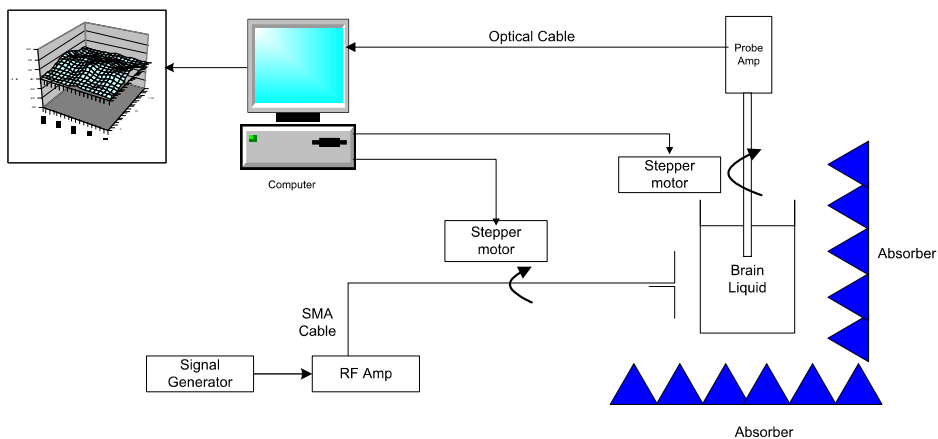 Optical Cable
Probe
Amp
Computer
Stepper
motor
Stepper
motor
Absorber
Brain
Liquid
SMA
Cable
Signal
Generator
RF Amp
Absorber